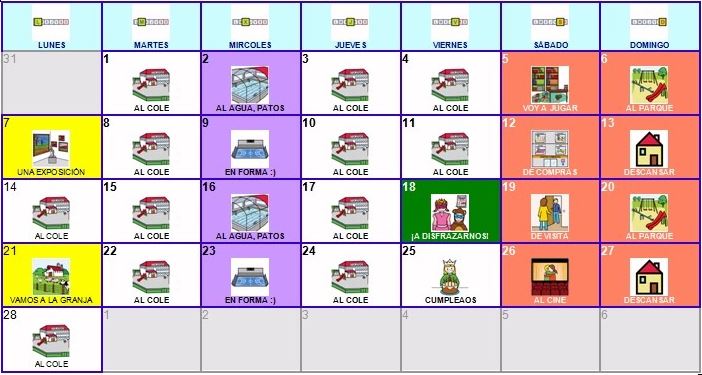 LUNES MARTES MIRCOLES JUEVES VIERNES SÁBADO DOMINGO
31 1 2 3 4 5 6
AL COLE AL AGUA, PATOS AL COLE AL COLE VOY A JUGAR AL PARQUE
7 8 9 10 11 12 13
UNA EXPOSICIÓN AL COLE EN FORMA :) AL COLE AL COLE DE COMPRAS DESCANSAR
14 15 16 17 18 19 20
AL COLE AL COLE AL AGUA, PATOS AL COLE ¡A DISFRAZARNOS! DE VISITA AL PARQUE
21 22 23 24 25 26 27
VAMOS A LA GRANJA AL COLE EN FORMA :) AL COLE CUMPLEAOS AL CINE DESCANSAR
28 1 2 3 4 5 6
AL COLE